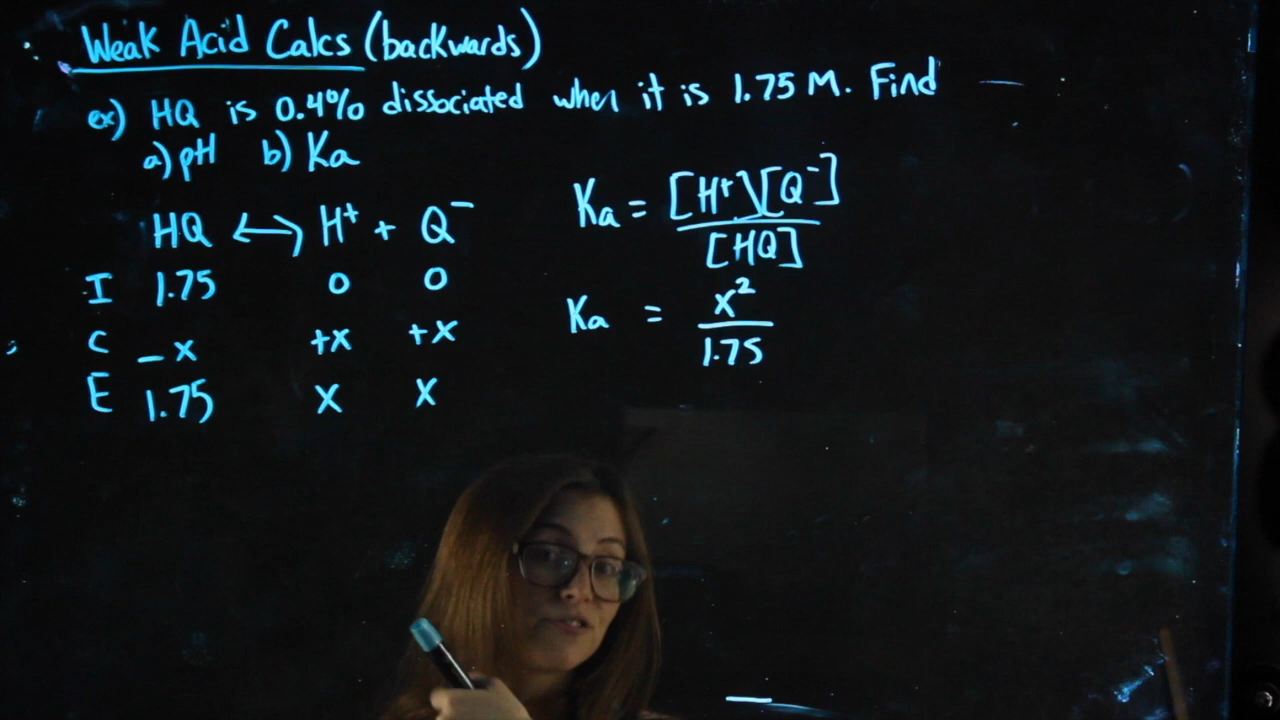 Weak Acid Calcs (backwards)
ex) HQ is 0.4% dissociated when it is 1.75 M. Find
a) pH b) Ka
HQ ⟷ H⁺ + Q⁻
I 1.75 0 0
C -x +x +x
E 1.75 x x
Ka = [H⁺][Q⁻] / [HQ]
Ka = x² / 1.75